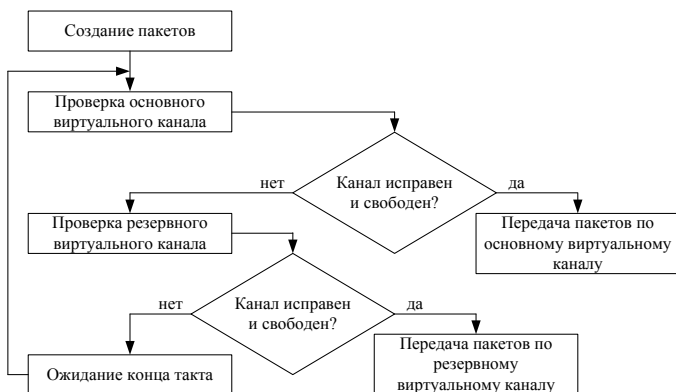 Создание пакетов
Проверка основного
виртуального канала
Канал исправен
и свободен?
нет
да
Проверка резервного
виртуального канала
Передача пакетов по
основному виртуальному
каналу
Канал исправен
и свободен?
нет
да
Ожидание конца такта
Передача пакетов по
резервному
виртуальному каналу